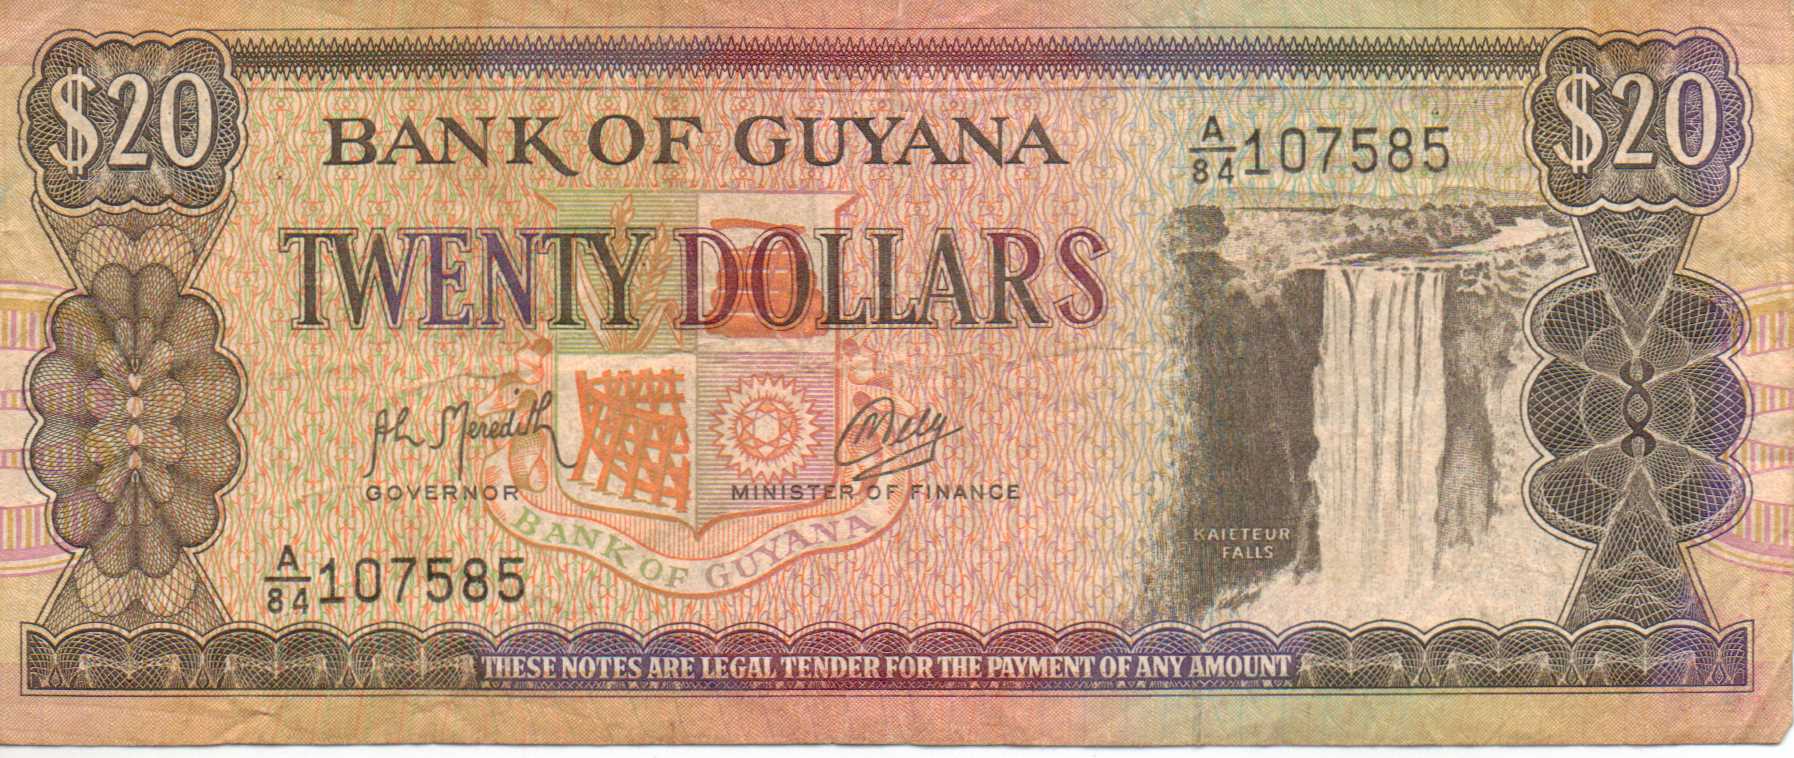 $20
$20
BANK OF GUYANA
A/84 107585
TWENTY DOLLARS
GOVERNOR
MINISTER OF FINANCE
BANK OF GUYANA
KAIETEUR
FALLS
A/84 107585
THESE NOTES ARE LEGAL TENDER FOR THE PAYMENT OF ANY AMOUNT